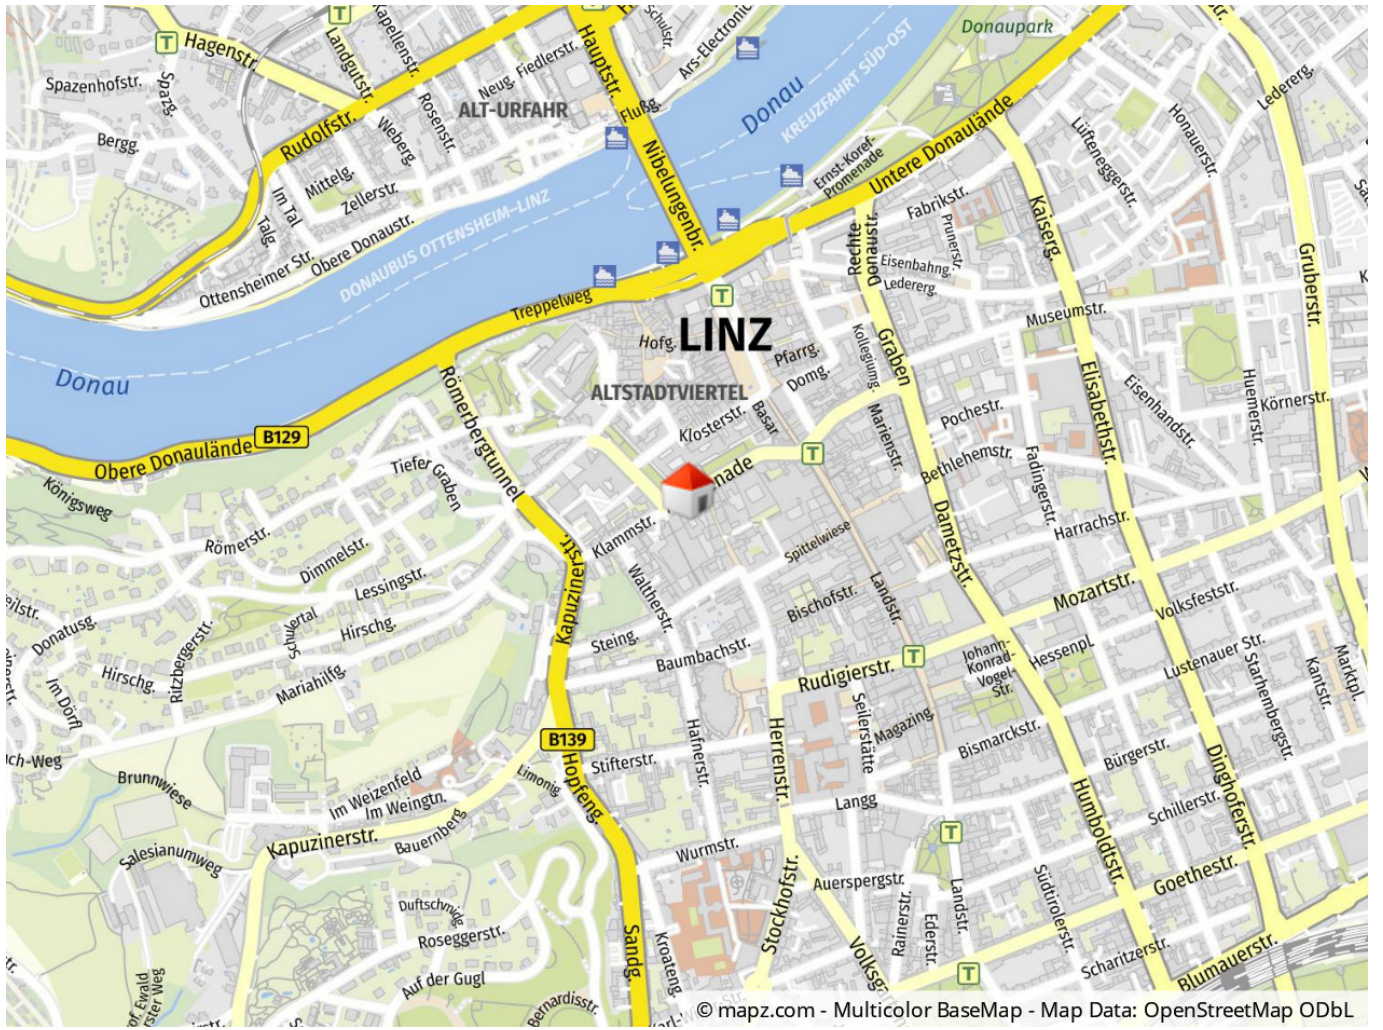 Hagenstr.
Landgutstr.
Kapellenstr.
Hauptstr.
Schulstr.
Ars-Electronic
Donaupark
Spazenhofstr.
Spazg.
Neug.
Fiedlerstr.
ALT-URFAHR
Flußg.
Donau
KREUZFAHRT SÜD-OST
Ledererg.
Bergg.
Rudolfstr.
Weberg.
Rosenstr.
Nibelungenbr.
Ernst-Koref-
Promenade
Untere Donaulände
Lüfteneggerstr.
Honauerstr.
Mittelg.
Zellerstr.
Im Tal
Talg.
Ottensheimer Str.
Obere Donaustr.
DONAUBUS OTTENSHEIM-LINZ
Rechte
Donaustr.
Fabrikstr.
Prunerstr.
Kaiserg.
Eisenbahng.
Ledererg.
Gruberstr.
Treppelweg
Museumstr.
Hofg.
LINZ
Pfarrg.
Domg.
Kollegiumg.
Graben
Donau
ALTSTADTVIERTEL
Klosterstr.
Basar
Marienstr.
Pochestr.
Elisabethstr.
Eisenhandstr.
Huemerstr.
Körnerstr.
Römerbergtunnel
Obere Donaulände
B129
Tiefer Graben
Königsweg
nade
Bethlehemstr.
Fadingerstr.
Harrachstr.
Römerstr.
Dimmelstr.
Lessingstr.
Klammstr.
Spittelwiese
Dametzstr.
Kapuzinerstr.
Waltherstr.
Bischofstr.
Landstr.
Mozartstr.
Volksfeststr.
eilstr.
Donatusg.
Ritzbergerstr.
Hirschg.
Steing.
Baumbachstr.
Rudigierstr.
Johann-
Konrad-
Vogel-
Str.
Hessenpl.
Lustenauer Str.
Starhembergstr.
Kantstr.
Marktpl.
Hirschg.
Im Dörfl
Mariahilfg.
Seilerstätte
Magazing.
Bismarckstr.
Bürgerstr.
B139
Hafnerstr.
Herrenstr.
ch-Weg
Brunnwiese
Im Weizenfeld
Im Weingtn.
Limonig.
Hopfeng.
Stifterstr.
Langg.
Humboldtstr.
Dinghoferstr.
Schillerstr.
Kapuzinerstr.
Bauernberg
Wurmstr.
Salesianumweg
Auerspergstr.
Goethestr.
Duftschmidg.
Roseggerstr.
Auf der Gugl
Stockhofstr.
Rainerstr.
Ederstr.
Landstr.
Südtirolerstr.
Scharitzerstr.
Blumauerstr.
Sandg.
Kroateng.
Bernardisstr.
© mapz.com - Multicolor BaseMap - Map Data: OpenStreetMap ODbL